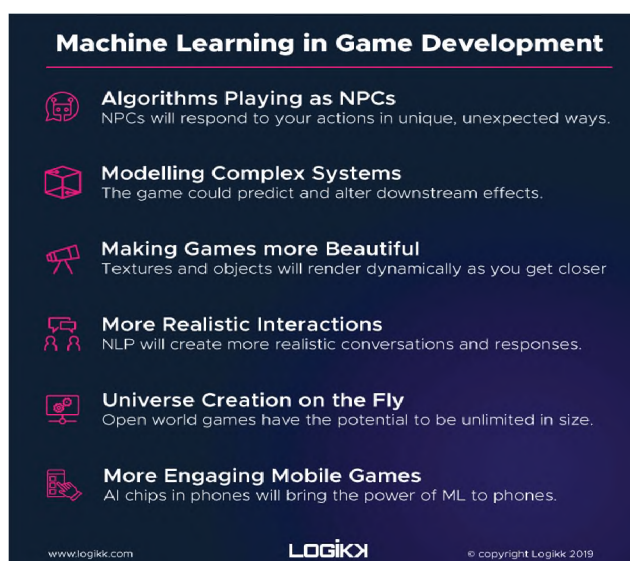 Machine Learning in Game Development
Algorithms Playing as NPCs
NPCs will respond to your actions in unique, unexpected ways.
Modelling Complex Systems
The game could predict and alter downstream effects.
Making Games more Beautiful
Textures and objects will render dynamically as you get closer
More Realistic Interactions
NLP will create more realistic conversations and responses.
Universe Creation on the Fly
Open world games have the potential to be unlimited in size.
More Engaging Mobile Games
AI chips in phones will bring the power of ML to phones.
www.logikk.com LOGiKK © copyright Logikk 2019